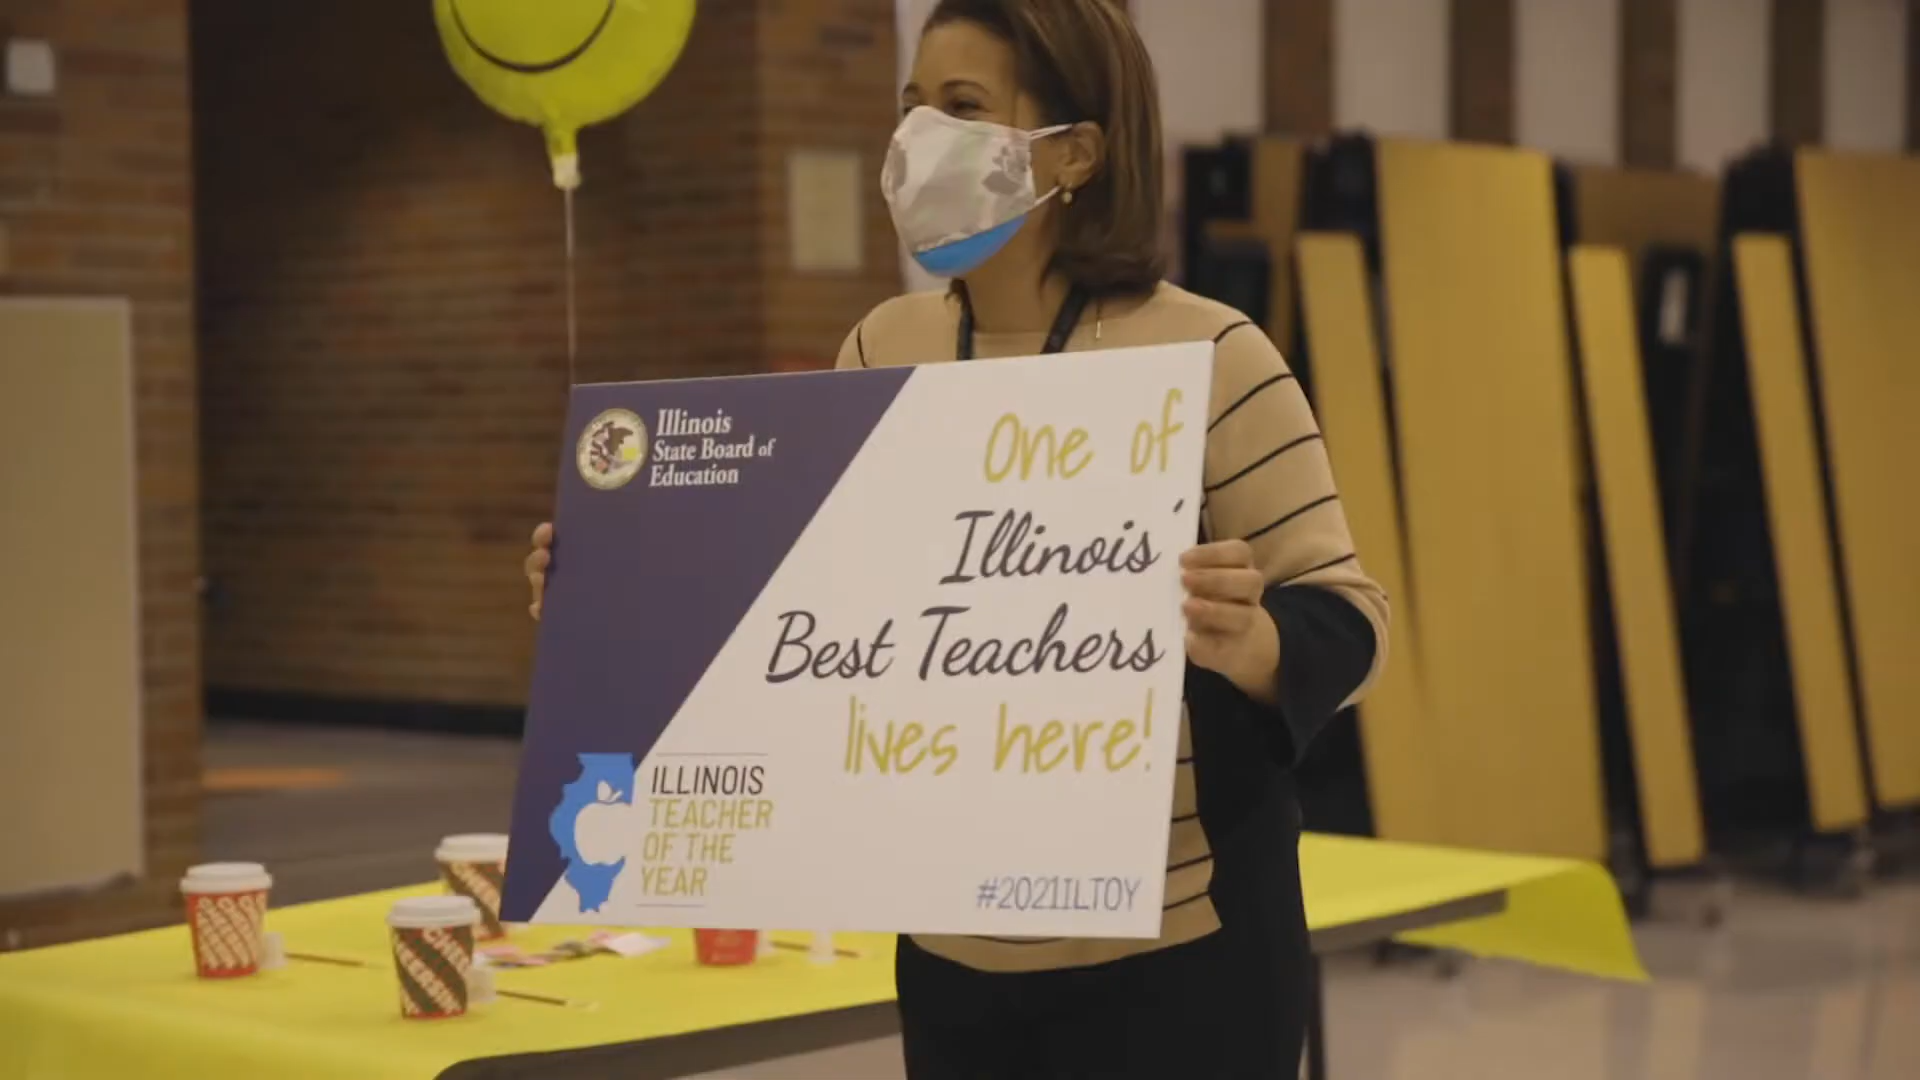 Illinois
State Board of
Education
One of
Illinois'
Best Teachers
lives here!
ILLINOIS
TEACHER
OF THE
YEAR
#2021ILTOY